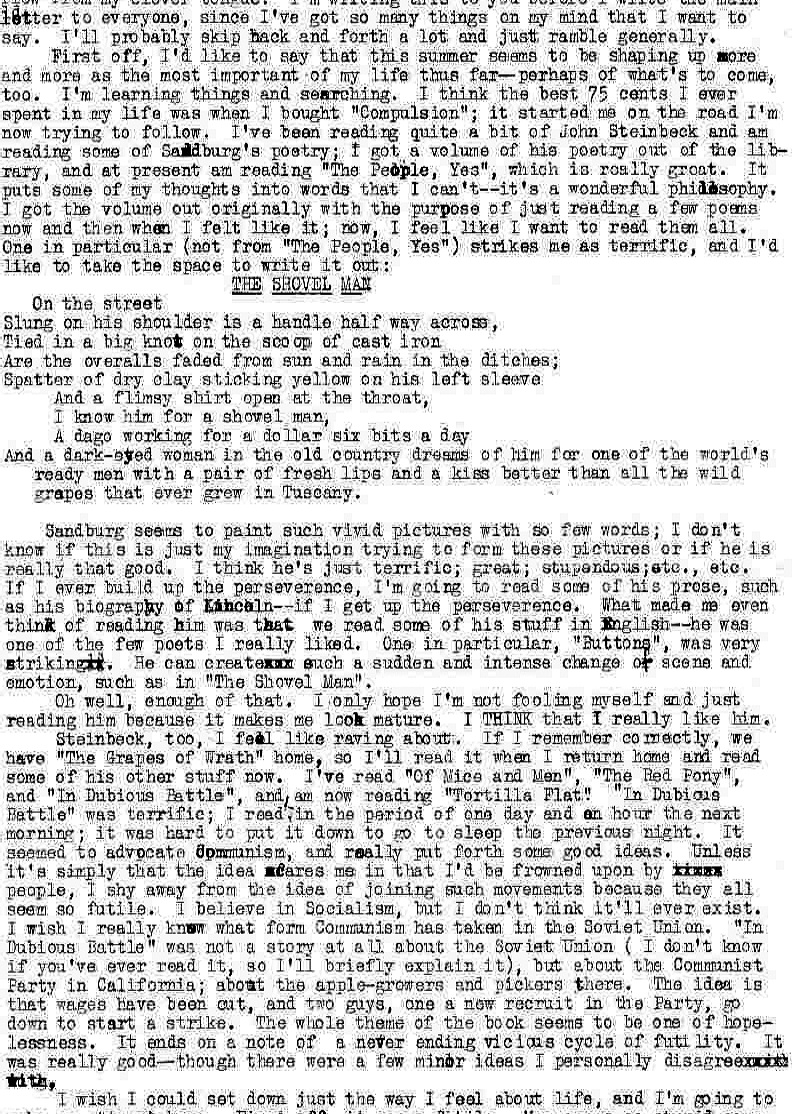 letter to everyone, since I've got so many things on my mind that I want to
say. I'll probably skip back and forth a lot and just ramble generally.
First off, I'd like to say that this summer seems to be shaping up more
and more as the most important of my life thus far—perhaps of what's to come,
too. I'm learning things and searching. I think the best 75 cents I ever
spent in my life was when I bought "Compulsion"; it started me on the road I'm
now trying to follow. I've been reading quite a bit of John Steinbeck and am
reading some of Sandburg's poetry; I got a volume of his poetry out of the lib-
rary, and at present am reading "The People, Yes", which is really great. It
puts some of my thoughts into words that I can't--it's a wonderful philosophy.
I got the volume out originally with the purpose of just reading a few poems
now and then when I felt like it; now, I feel like I want to read them all.
One in particular (not from "The People, Yes") strikes me as terrific, and I'd
like to take the space to write it out:
THE SHOVEL MAN
On the street
Slung on his shoulder is a handle half way across,
Tied in a big knot on the scoop of cast iron
Are the overalls faded from sun and rain in the ditches;
Spatter of dry clay sticking yellow on his left sleeve
And a flimsy shirt open at the throat,
I know him for a shovel man,
A dago working for a dollar six bits a day
And a dark-eyed woman in the old country dreams of him for one of the world's
ready men with a pair of fresh lips and a kiss better than all the wild
grapes that ever grew in Tuscany.
Sandburg seems to paint such vivid pictures with so few words; I don't
know if this is just my imagination trying to form these pictures or if he is
really that good. I think he's just terrific; great; stupendous;etc., etc.
If I ever build up the perseverence, I'm going to read some of his prose, such
as his biography of Lincoln--if I get up the perseverence. What made me even
think of reading him was that we read some of his stuff in English--he was
one of the few poets I really liked. One in particular, "Buttons", was very
striking. He can create such a sudden and intense change of scene and
emotion, such as in "The Shovel Man".
Oh well, enough of that. I only hope I'm not fooling myself and just
reading him because it makes me look mature. I THINK that I really like him.
Steinbeck, too, I feel like raving about. If I remember correctly, we
have "The Grapes of Wrath" home, so I'll read it when I return home and read
some of his other stuff now. I've read "Of Mice and Men", "The Red Pony",
and "In Dubious Battle", and am now reading "Tortilla Flat". "In Dubious
Battle" was terrific; I read in the period of one day and an hour the next
morning; it was hard to put it down to go to sleep the previous night. It
seemed to advocate Communism, and really put forth some good ideas. Unless
it's simply that the idea scares me in that I'd be frowned upon by
people, I shy away from the idea of joining such movements because they all
seem so futile. I believe in Socialism, but I don't think it'll ever exist.
I wish I really knew what form Communism has taken in the Soviet Union. "In
Dubious Battle" was not a story at all about the Soviet Union ( I don't know
if you've ever read it, so I'll briefly explain it), but about the Communist
Party in California; about the apple-growers and pickers there. The idea is
that wages have been cut, and two guys, one a new recruit in the Party, go
down to start a strike. The whole theme of the book seems to be one of hope-
lessness. It ends on a note of a never ending vicious cycle of futility. It
was really good—though there were a few minor ideas I personally disagree
with,
I wish I could set down just the way I feel about life, and I'm going to